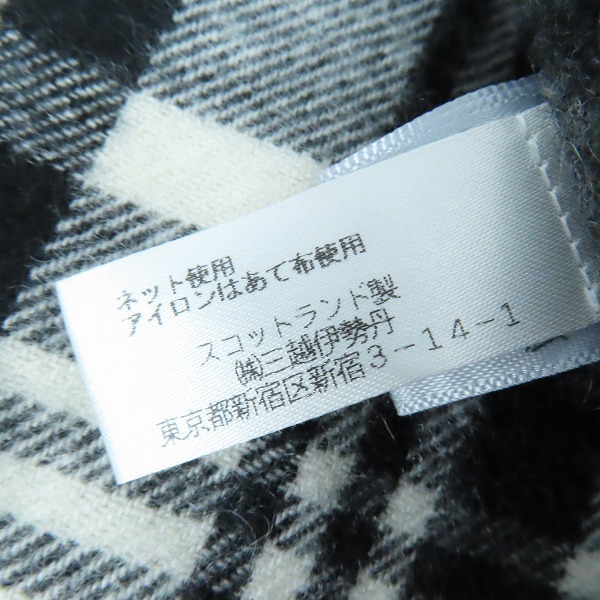 ネット使用
アイロンはあて布使用
スコットランド製
㈱三越伊勢丹
東京都新宿区新宿3-14-1